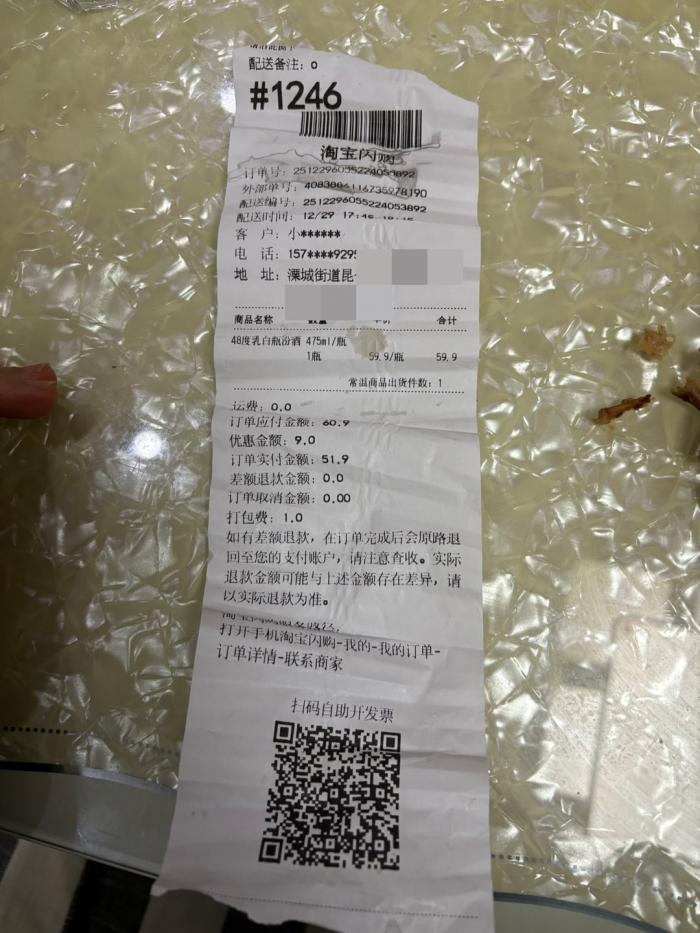 配送备注: 0
#1246
淘宝闪购
订单号: 2512296055224053892
外部单号: 4083886116735978190
配送编号: 2512296055224053892
配送时间: 12/29
客 户: 小******
电 话: 157****929
地 址: 溧城街道昆
商品名称 数量 单价 合计
48度乳白瓶汾酒 475ml/瓶
1瓶 59.9/瓶 59.9
常温商品出货件数: 1
运费: 0.0
订单应付金额: 60.9
优惠金额: 9.0
订单实付金额: 51.9
差额退款金额: 0.0
订单取消金额: 0.00
打包费: 1.0
如有差额退款，在订单完成后会原路退
回至您的支付账户，请注意查收。实际
退款金额可能与上述金额存在差异，请
以实际退款为准。
打开手机淘宝闪购-我的-我的订单-
订单详情-联系商家
扫码自助开发票